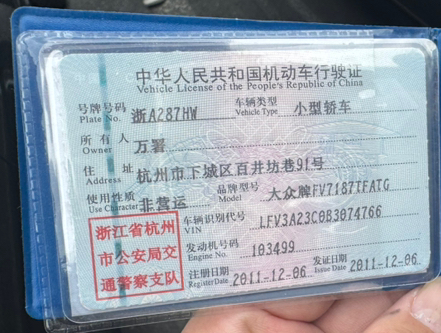 中华人民共和国机动车行驶证
Vehicle License of the People's Republic of China
号牌号码 浙A287HW 车辆类型 小型轿车
Plate No. Vehicle Type
所有人 万署
Owner
住址 杭州市下城区百井坊巷91号
Address
使用性质 非营运 品牌型号 大众牌FV7187TFATG
Use Character Model
浙江省杭州
市公安局交
通警察支队
车辆识别代号 LFV3A23C0B3074766
VIN
发动机号码 103499
Engine No.
注册日期 2011-12-06 发证日期 2011-12-06
Register Date Issue Date